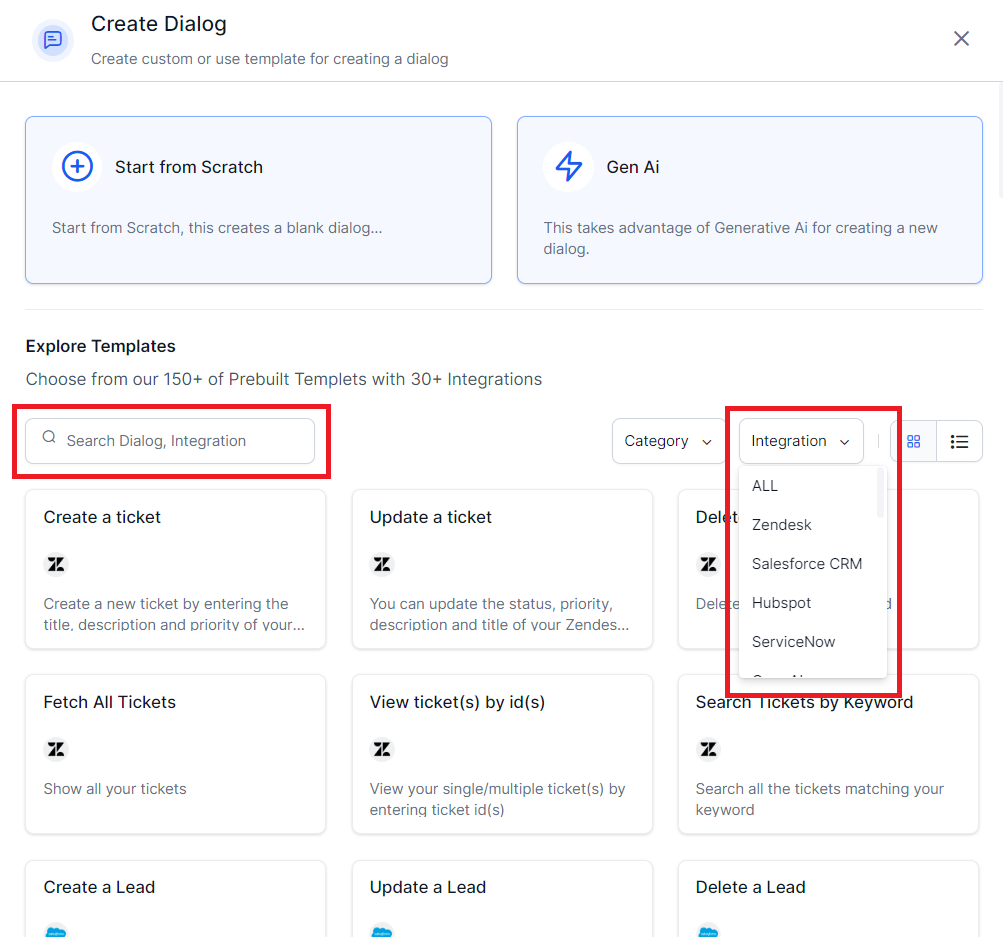 Create Dialog
Create custom or use template for creating a dialog
Start from Scratch
Start from Scratch, this creates a blank dialog...
Gen Ai
This takes advantage of Generative Ai for creating a new
dialog.
Explore Templates
Choose from our 150+ of Prebuilt Templets with 30+ Integrations
Search Dialog, Integration
Category
Integration
ALL
Zendesk
Salesforce CRM
Hubspot
ServiceNow
Create a ticket
Create a new ticket by entering the
title, description and priority of your...
Update a ticket
You can update the status, priority,
description and title of your Zendes...
Fetch All Tickets
Show all your tickets
View ticket(s) by id(s)
View your single/multiple ticket(s) by
entering ticket id(s)
Search Tickets by Keyword
Search all the tickets matching your
keyword
Create a Lead
Update a Lead
Delete a Lead